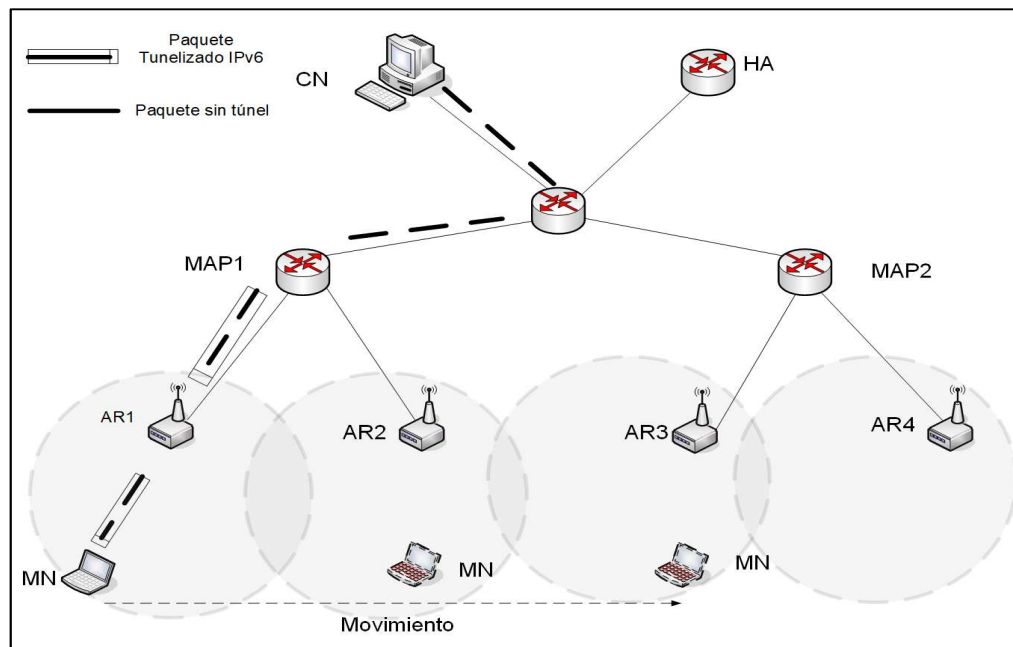 Paquete
Tunelizado IPv6
Paquete sin túnel
CN
HA
MAP1
MAP2
AR1
AR2
AR3
AR4
MN
MN
MN
Movimiento